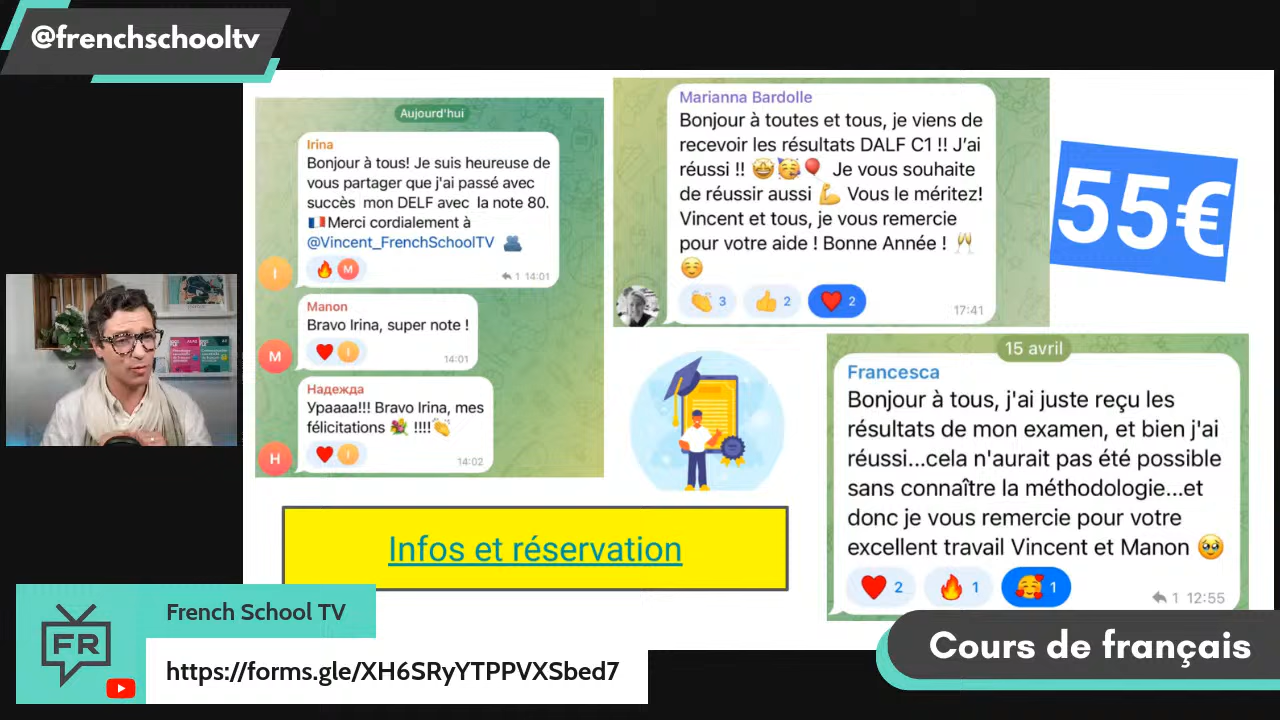 @frenchschooltv
Aujourd'hui
Irina
Bonjour à tous! Je suis heureuse de
vous partager que j'ai passé avec
succès mon DELF avec la note 80.
🇫🇷Merci cordialement à
@Vincent_FrenchSchoolTV 🫂
🔥 M
1 14:01
I
Manon
Bravo Irina, super note !
❤️ I
14:01
M
Надежда
Урaaaa!!! Bravo Irina, mes
félicitations 💐 !!!!👏
❤️ I
14:02
Н
Marianna Bardolle
Bonjour à toutes et tous, je viens de
recevoir les résultats DALF C1 !! J'ai
réussi !! 🤩🥳🎈 Je vous souhaite
de réussir aussi 💪 Vous le méritez!
Vincent et tous, je vous remercie
pour votre aide ! Bonne Année ! 🥂
☺️
👏 3 👍 2 ❤️ 2
17:41
55€
15 avril
Francesca
Bonjour à tous, j'ai juste reçu les
résultats de mon examen, et bien j'ai
réussi...cela n'aurait pas été possible
sans connaître la méthodologie...et
donc je vous remercie pour votre
excellent travail Vincent et Manon 🥹
❤️ 2 🔥 1 🥰 1
1 12:55
Infos et réservation
FR
French School TV
https://forms.gle/XH6SRyYTPPVXSbed7
Cours de français